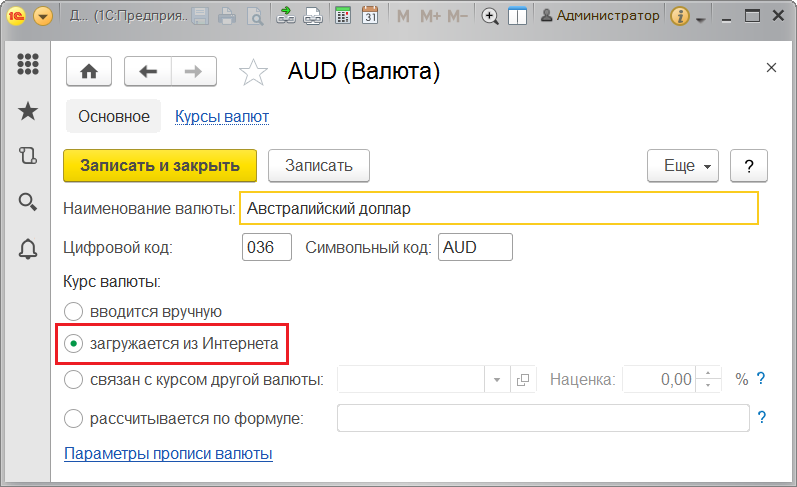 Д... (1С:Предприя.. M M+ M- Администратор
AUD (Валюта)
Основное Курсы валют
Записать и закрыть Записать Еще ?
Наименование валюты: Австралийский доллар
Цифровой код: 036 Символьный код: AUD
Курс валюты:
вводится вручную
загружается из Интернета
связан с курсом другой валюты: Наценка: 0,00 % ?
рассчитывается по формуле: ?
Параметры прописи валюты